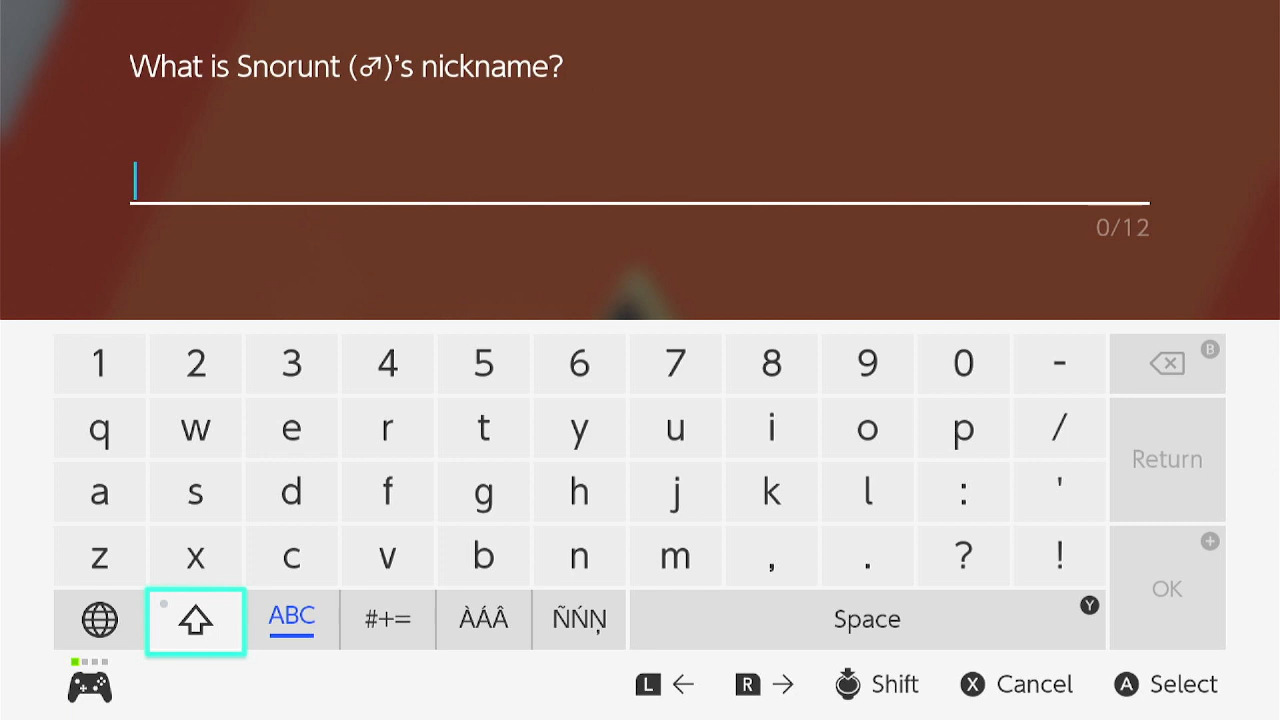 What is Snorunt (♂)'s nickname?
0/12
1 2 3 4 5 6 7 8 9 0 - B
q w e r t y u i o p /
Return
a s d f g h j k l : '
z x c v b n m , . ? ! +
OK
ABC #+= ÀÁÂ ÑŃŅ Space Y
L ← R → Shift X Cancel A Select